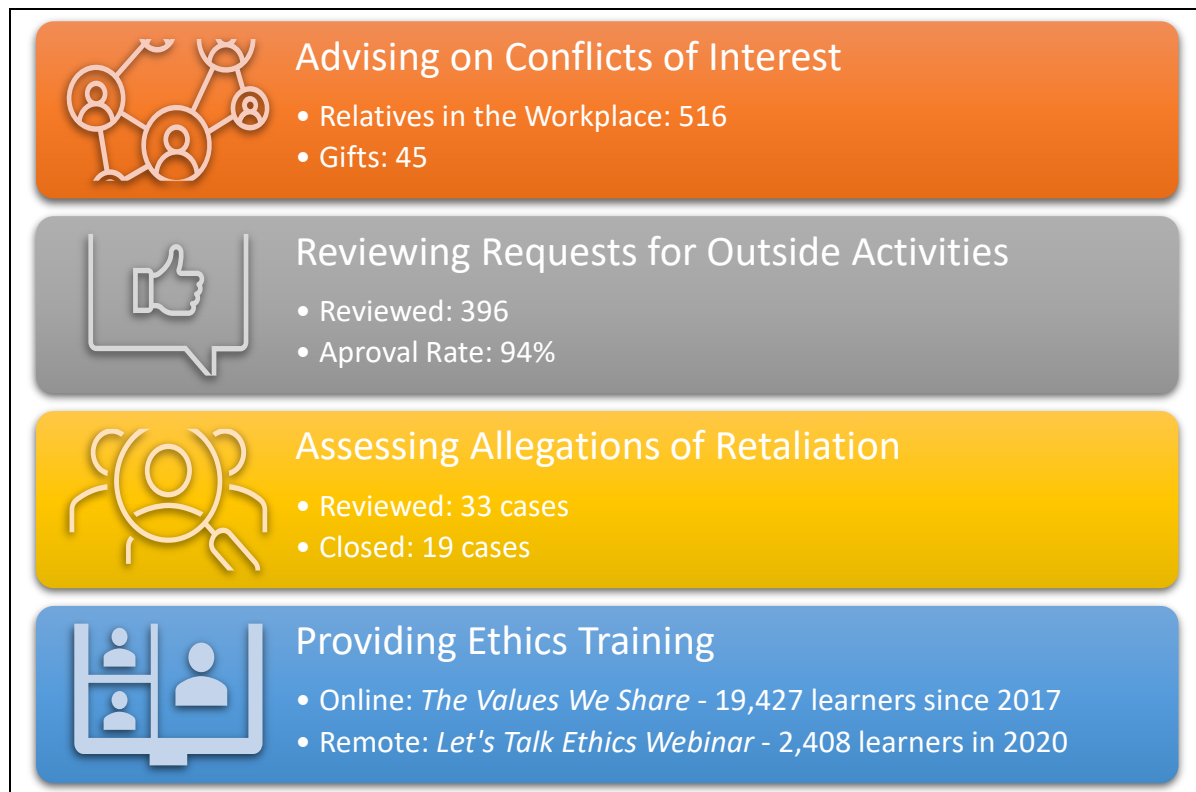 Advising on Conflicts of Interest
• Relatives in the Workplace: 516
• Gifts: 45
Reviewing Requests for Outside Activities
• Reviewed: 396
• Aproval Rate: 94%
Assessing Allegations of Retaliation
• Reviewed: 33 cases
• Closed: 19 cases
Providing Ethics Training
• Online: The Values We Share - 19,427 learners since 2017
• Remote: Let's Talk Ethics Webinar - 2,408 learners in 2020